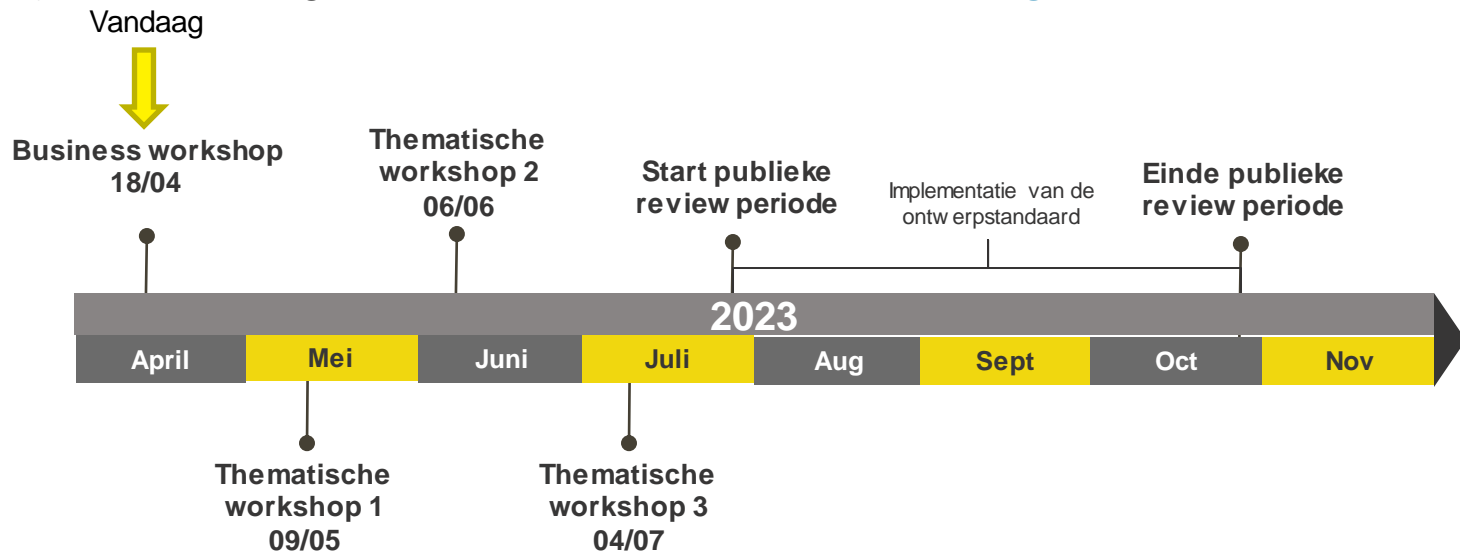 Vandaag
Business workshop
18/04
Thematische
workshop 2
06/06
Start publieke
review periode
Implementatie van de
ontwerpstandaard
Einde publieke
review periode
2023
April
Mei
Juni
Juli
Aug
Sept
Oct
Nov
Thematische
workshop 1
09/05
Thematische
workshop 3
04/07